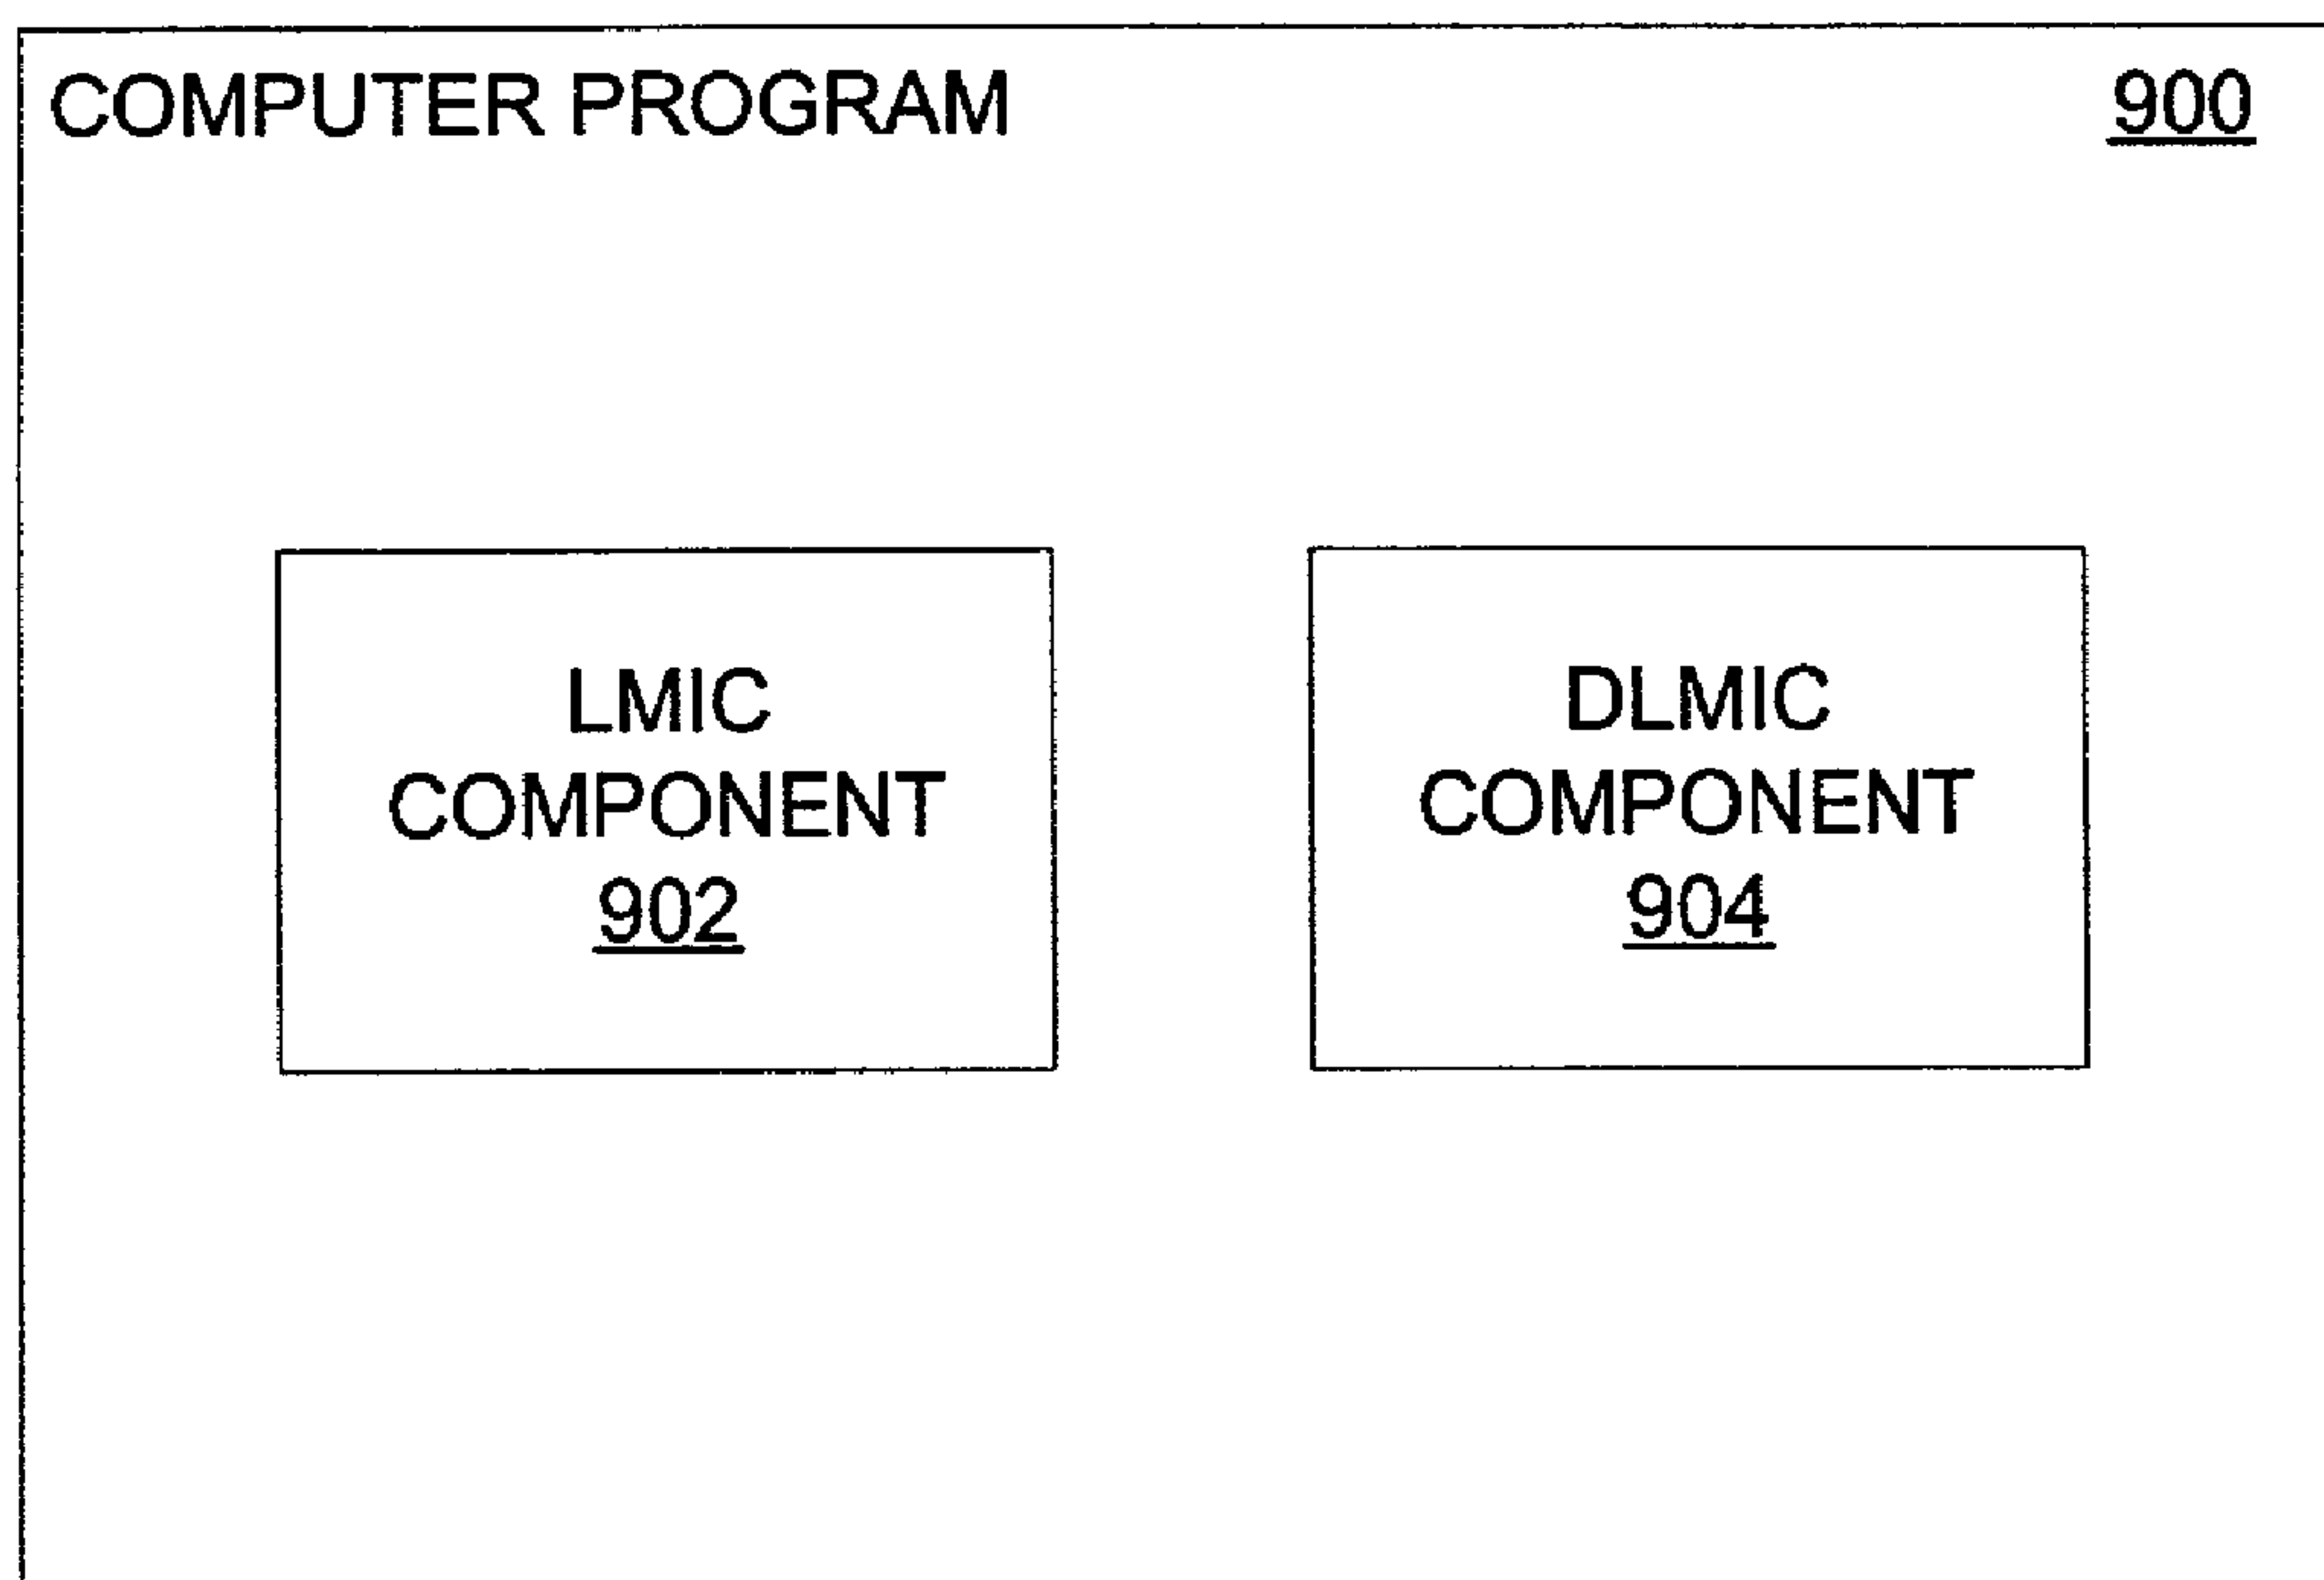 COMPUTER PROGRAM 900
LMIC
COMPONENT
902
DLMIC
COMPONENT
904